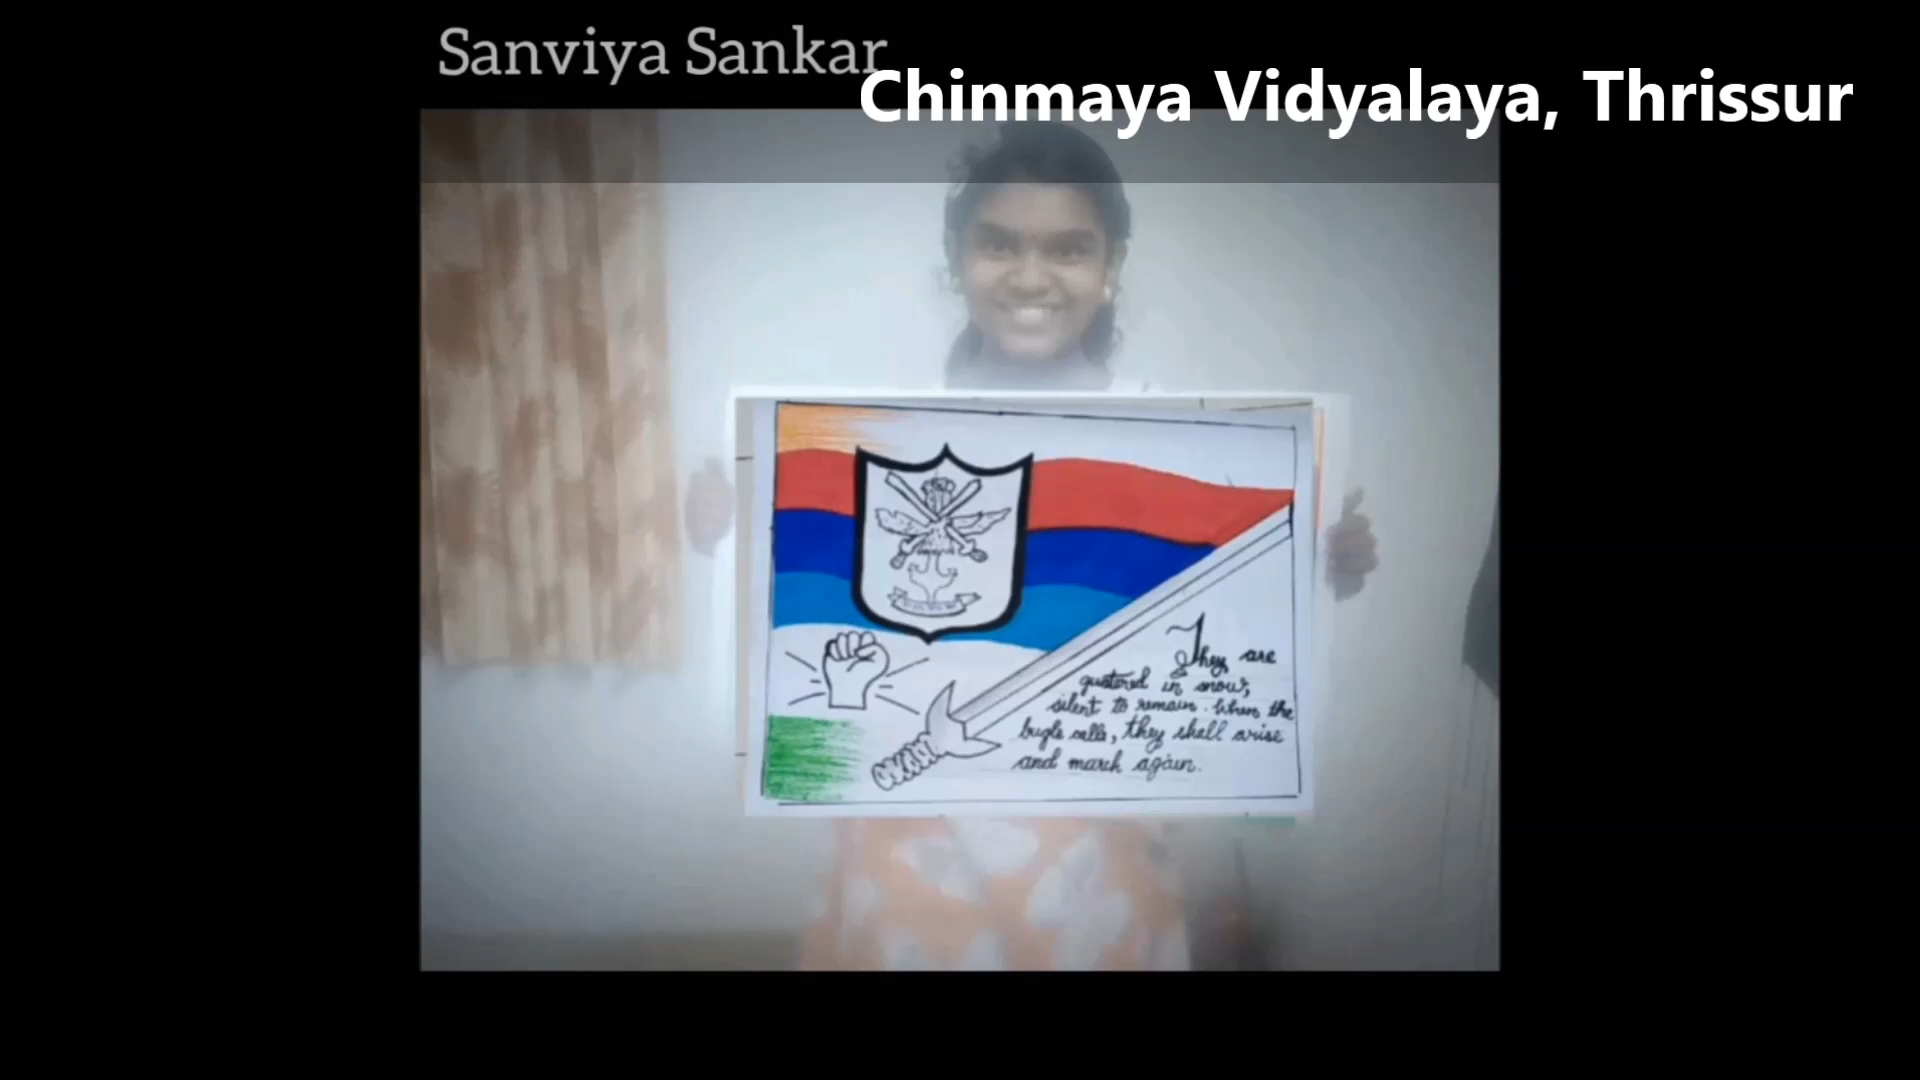 Sanviya Sankar
Chinmaya Vidyalaya, Thrissur
They are
gustered in snow,
silent to remain. When the
bugle calls, they shall arise
and march again.